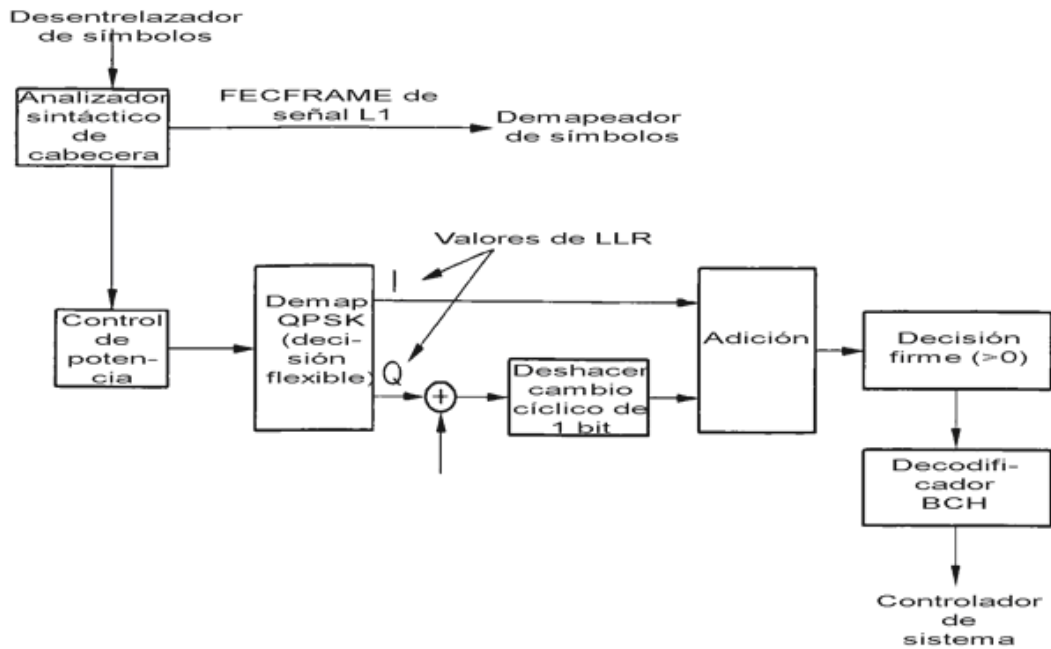 Desentrelazador
de símbolos
Analizador
sintáctico
de
cabecera
FECFRAME de
señal L1
Demapeador
de símbolos
Valores de LLR
I
Control
de
poten-
cia
Demap
QPSK
(deci-
sión
flexible)
Q
+
Deshacer
cambio
cíclico de
1 bit
Adición
Decisión
firme (>0)
Decodifi-
cador
BCH
Controlador
de
sistema